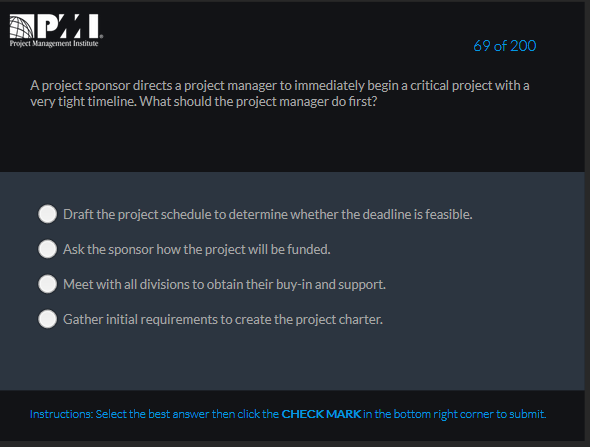 PMI
Project Management Institute
69 of 200
A project sponsor directs a project manager to immediately begin a critical project with a
very tight timeline. What should the project manager do first?
Draft the project schedule to determine whether the deadline is feasible.
Ask the sponsor how the project will be funded.
Meet with all divisions to obtain their buy-in and support.
Gather initial requirements to create the project charter.
Instructions: Select the best answer then click the CHECK MARK in the bottom right corner to submit.